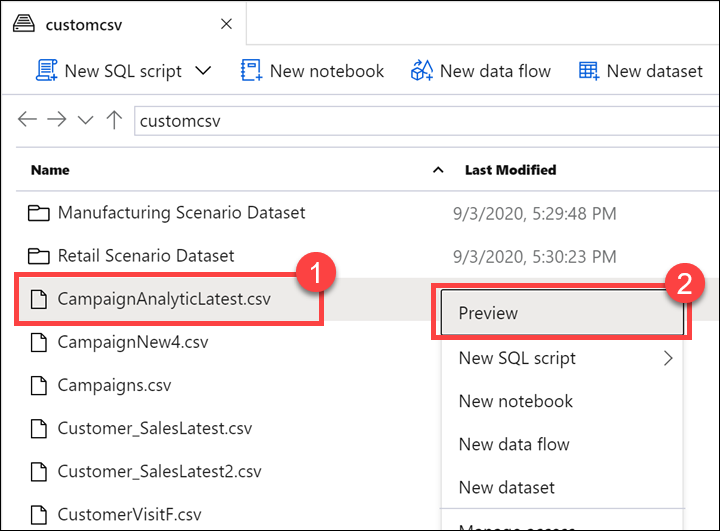 customcsv
New SQL script New notebook New data flow New dataset
customcsv
Name Last Modified
Manufacturing Scenario Dataset 9/3/2020, 5:29:48 PM
Retail Scenario Dataset 9/3/2020, 5:30:23 PM
1
2
CampaignAnalyticLatest.csv
Preview
CampaignNew4.csv
New SQL script
Campaigns.csv
New notebook
Customer_SalesLatest.csv
New data flow
Customer_SalesLatest2.csv
New dataset
CustomerVisitF.csv
Manage access